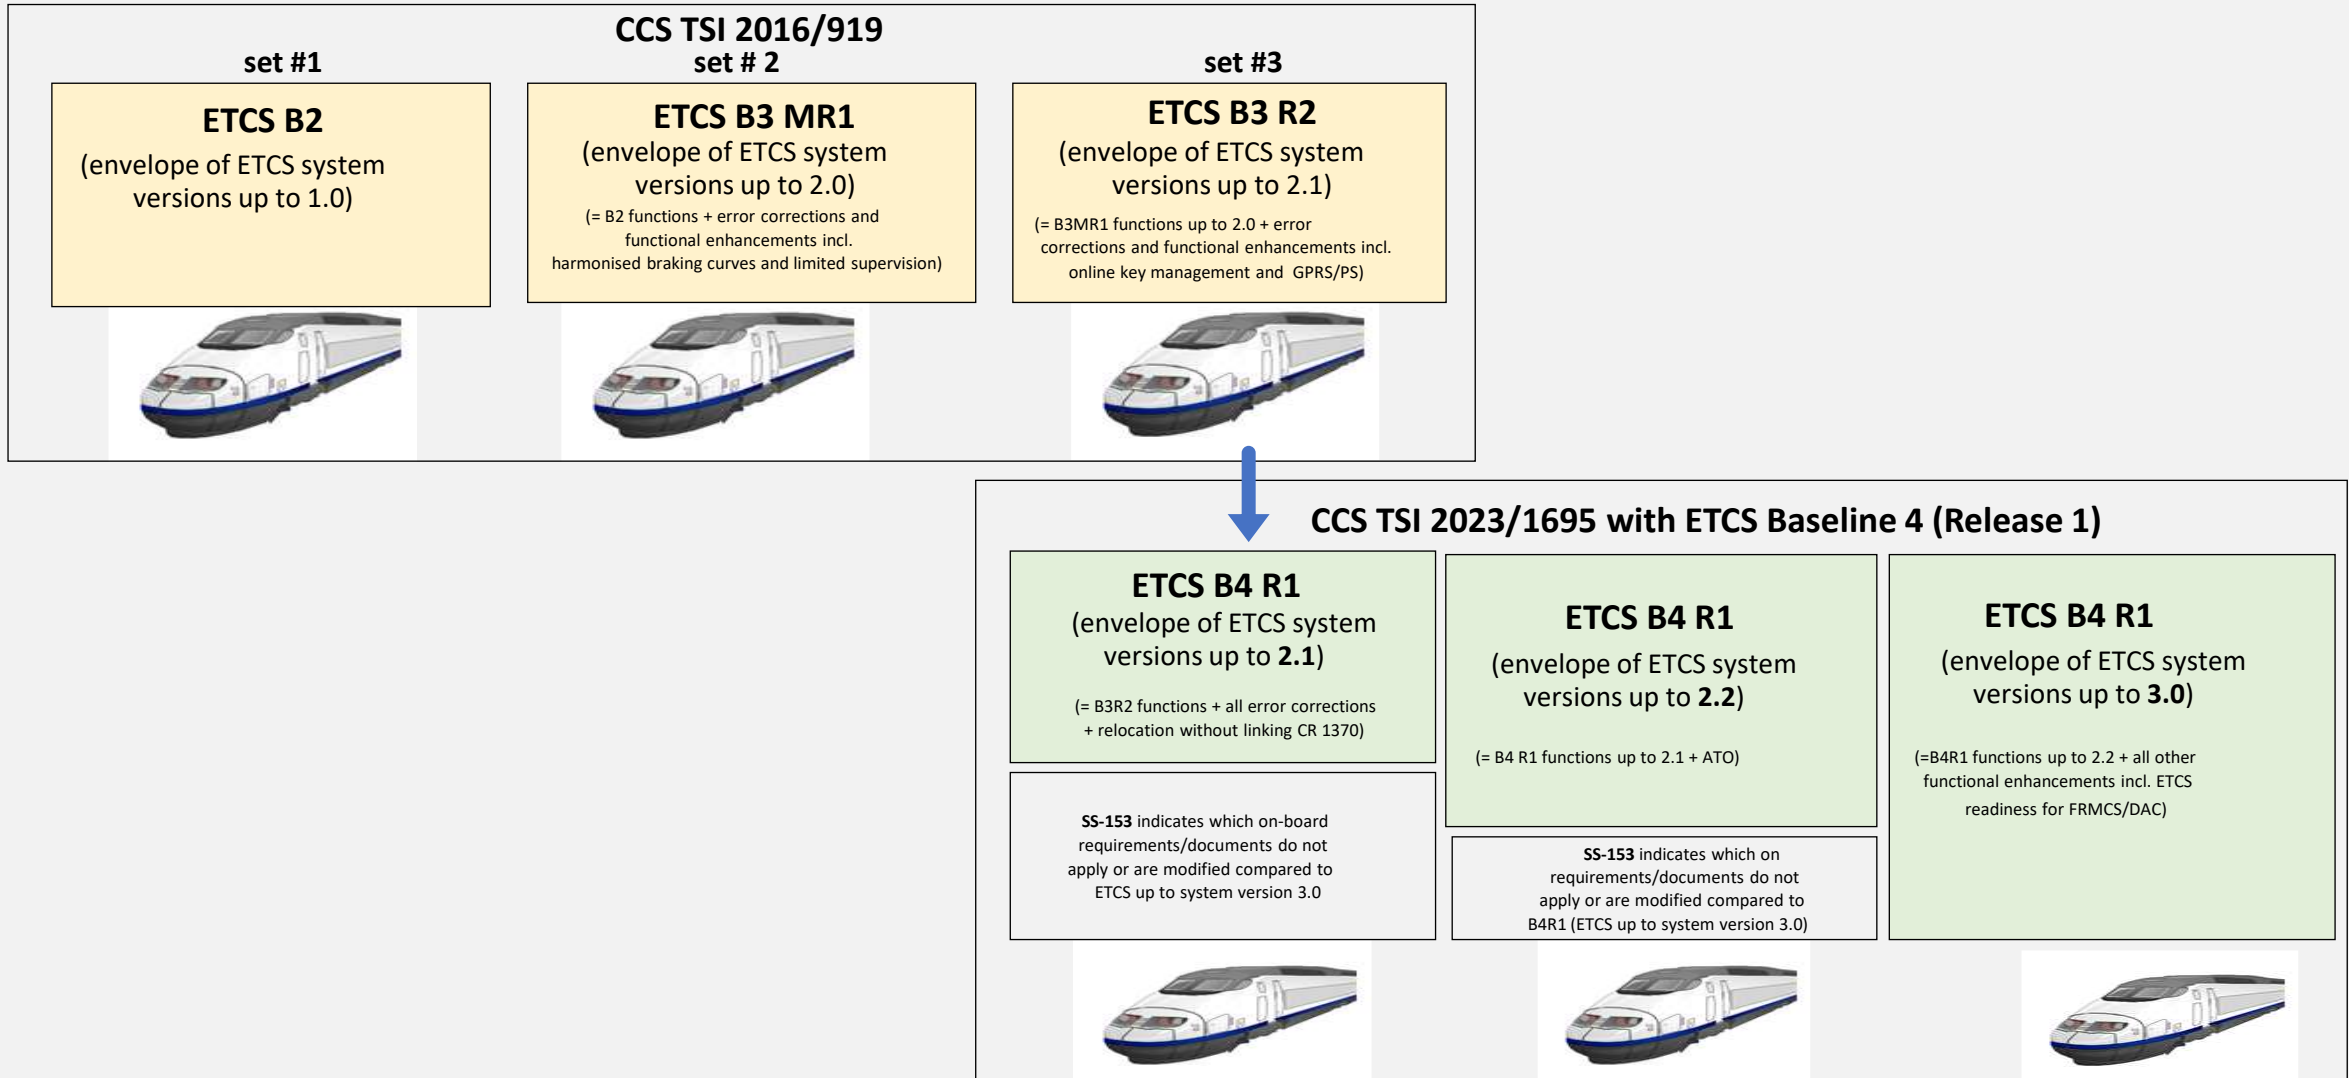 CCS TSI 2016/919
set #1
set # 2
set #3
ETCS B2
(envelope of ETCS system
versions up to 1.0)
ETCS B3 MR1
(envelope of ETCS system
versions up to 2.0)
(= B2 functions + error corrections and
functional enhancements incl.
harmonised braking curves and limited supervision)
ETCS B3 R2
(envelope of ETCS system
versions up to 2.1)
(= B3MR1 functions up to 2.0 + error
corrections and functional enhancements incl.
online key management and GPRS/PS)
CCS TSI 2023/1695 with ETCS Baseline 4 (Release 1)
ETCS B4 R1
(envelope of ETCS system
versions up to 2.1)
(= B3R2 functions + all error corrections
+ relocation without linking CR 1370)
SS-153 indicates which on-board
requirements/documents do not
apply or are modified compared to
ETCS up to system version 3.0
ETCS B4 R1
(envelope of ETCS system
versions up to 2.2)
(= B4 R1 functions up to 2.1 + ATO)
SS-153 indicates which on
requirements/documents do not
apply or are modified compared to
B4R1 (ETCS up to system version 3.0)
ETCS B4 R1
(envelope of ETCS system
versions up to 3.0)
(=B4R1 functions up to 2.2 + all other
functional enhancements incl. ETCS
readiness for FRMCS/DAC)